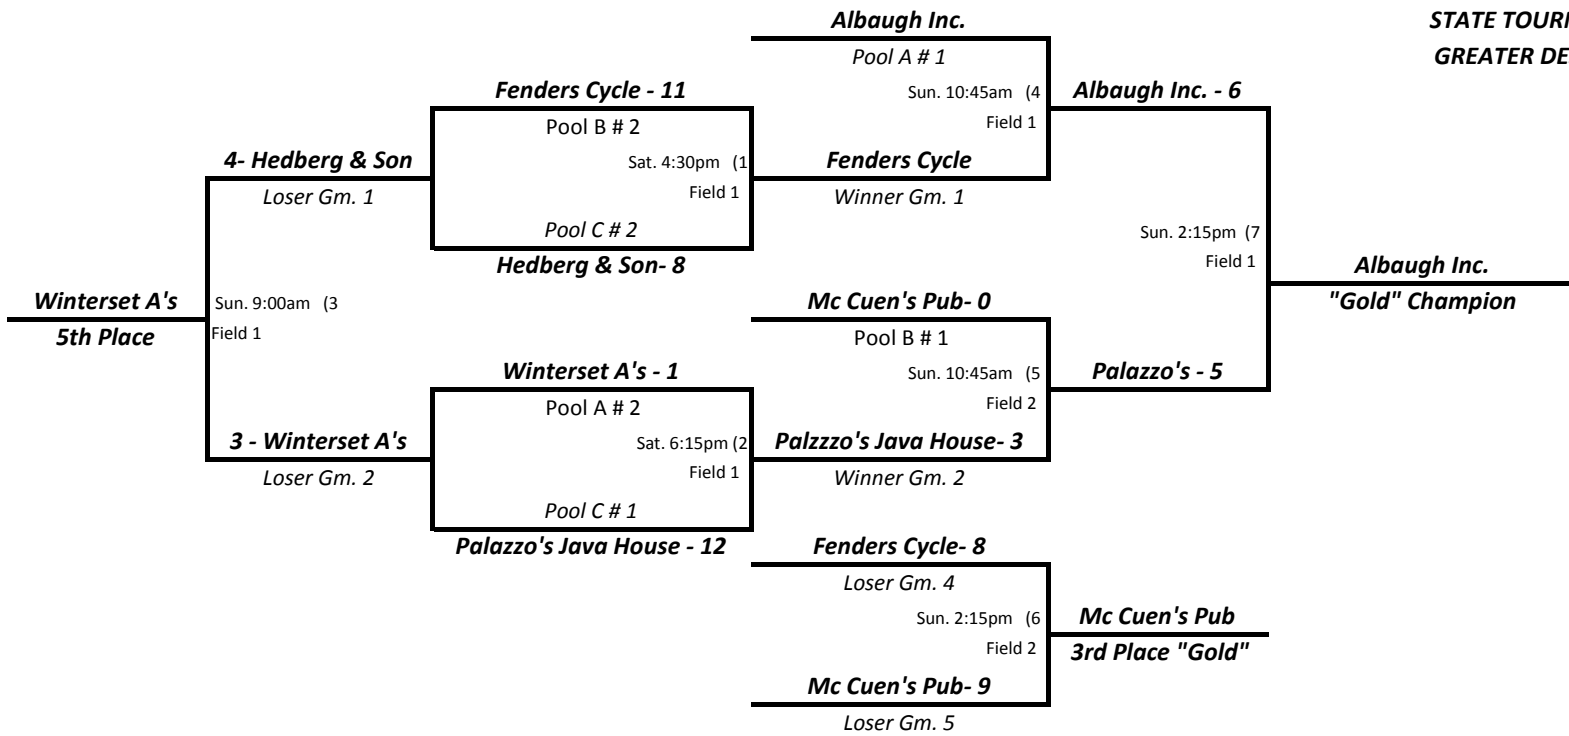 Albaugh Inc.
STATE TOUR
Pool A # 1
GREATER DE
Fenders Cycle - 11
Sun. 10:45am (4
Albaugh Inc. - 6
Pool B # 2
Field 1
4- Hedberg & Son
Sat. 4:30pm (1
Fenders Cycle
Loser Gm. 1
Field 1
Winner Gm. 1
Pool C # 2
Sun. 2:15pm (7
Hedberg & Son- 8
Field 1
Albaugh Inc.
Winterset A's
Sun. 9:00am (3
Mc Cuen's Pub- 0
"Gold" Champion
5th Place
Field 1
Pool B # 1
Winterset A's - 1
Sun. 10:45am (5
Palazzo's - 5
Pool A # 2
Field 2
3 - Winterset A's
Sat. 6:15pm (2
Palzzzo's Java House- 3
Loser Gm. 2
Field 1
Winner Gm. 2
Pool C # 1
Palazzo's Java House - 12
Fenders Cycle- 8
Loser Gm. 4
Sun. 2:15pm (6
Mc Cuen's Pub
Field 2
3rd Place "Gold"
Mc Cuen's Pub- 9
Loser Gm. 5